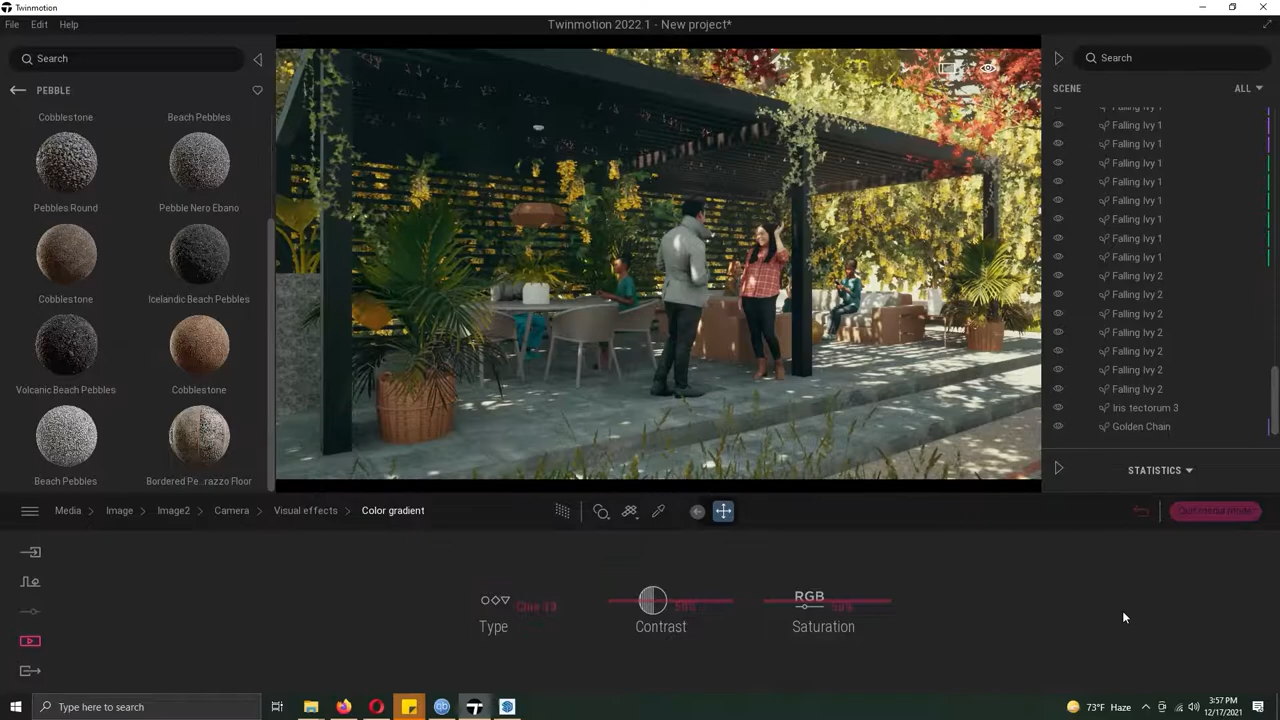 Twinmotion
File Edit Help
Twinmotion 2022.1 - New project*
Search
PEBBLE
Cobblestone Beach Pebbles
Pebbles Round Pebble Nero Ebano
Cobblestone Icelandic Beach Pebbles
Volcanic Beach Pebbles Cobblestone
Beach Pebbles Bordered Pe...razzo Floor
Search
SCENE ALL
Falling Ivy 1
Falling Ivy 1
Falling Ivy 1
Falling Ivy 1
Falling Ivy 1
Falling Ivy 1
Falling Ivy 1
Falling Ivy 1
Falling Ivy 1
Falling Ivy 2
Falling Ivy 2
Falling Ivy 2
Falling Ivy 2
Falling Ivy 2
Falling Ivy 2
Falling Ivy 2
Iris tectorum 3
Golden Chain
STATISTICS
Media Image Image2 Camera Visual effects Color gradient
Quit media mode
RGB
Type Contrast Saturation
Type here to search
73°F Haze
3:57 PM
12/17/2021